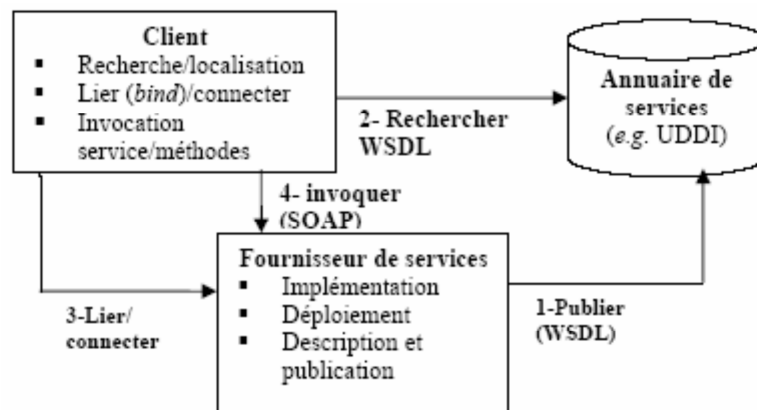 Client
▪ Recherche/localisation
▪ Lier (bind)/connecter
▪ Invocation
service/méthodes
Annuaire de
services
(e.g. UDDI)
2- Rechercher
WSDL
4- invoquer
(SOAP)
Fournisseur de services
▪ Implémentation
▪ Déploiement
▪ Description et
publication
3-Lier/
connecter
1-Publier
(WSDL)